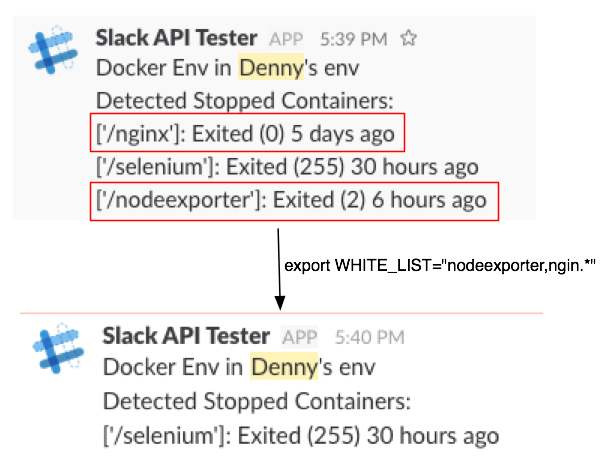 Slack API Tester APP 5:39 PM
Docker Env in Denny's env
Detected Stopped Containers:
['/nginx']: Exited (0) 5 days ago
['/selenium']: Exited (255) 30 hours ago
['/nodeexporter']: Exited (2) 6 hours ago
export WHITE_LIST="nodeexporter,ngin.*"
Slack API Tester APP 5:40 PM
Docker Env in Denny's env
Detected Stopped Containers:
['/selenium']: Exited (255) 30 hours ago